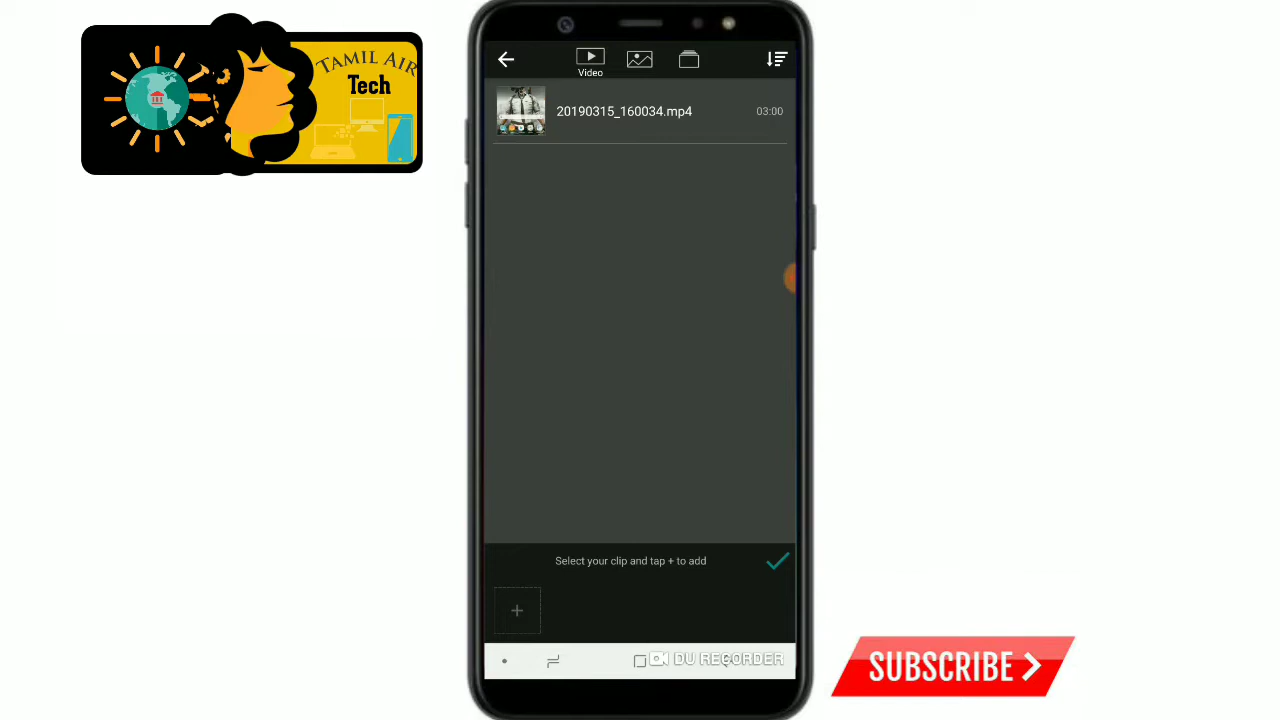 TAMIL AIR
Tech
Video
20190315_160034.mp4
03:00
Select your clip and tap + to add
DU RECORDER
SUBSCRIBE